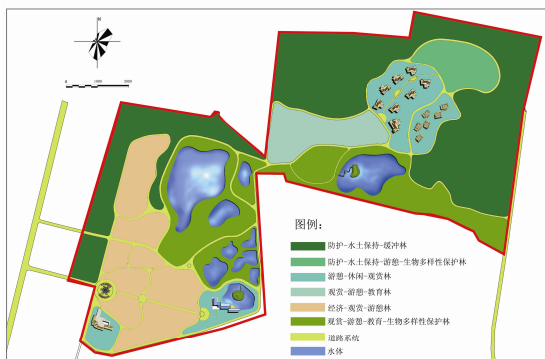 N
0 1000 2000
图例：
防护-水土保持-缓冲林
防护-水土保持-游憩-生物多样性保护林
游憩-休闲-观赏林
观赏-游憩-教育林
经济-观赏-游憩林
观赏-游憩-教育-生物多样性保护林
道路系统
水体